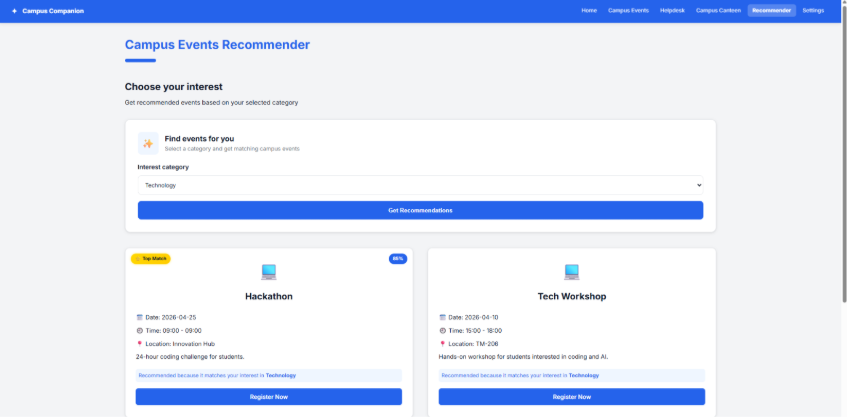 Campus Companion
Home Campus Events Helpdesk Campus Canteen Recommender Settings
Campus Events Recommender
Choose your interest
Get recommended events based on your selected category
Find events for you
Select a category and get matching campus events
Interest category
Technology
Get Recommendations
Top Match
Hackathon
Date: 2026-04-25
Time: 09:00 - 09:00
Location: Innovation Hub
24-hour coding challenge for students.
Recommended because it matches your interest in Technology
Register Now
Tech Workshop
Date: 2026-04-10
Time: 15:00 - 18:00
Location: TM-206
Hands-on workshop for students interested in coding and AI.
Recommended because it matches your interest in Technology
Register Now